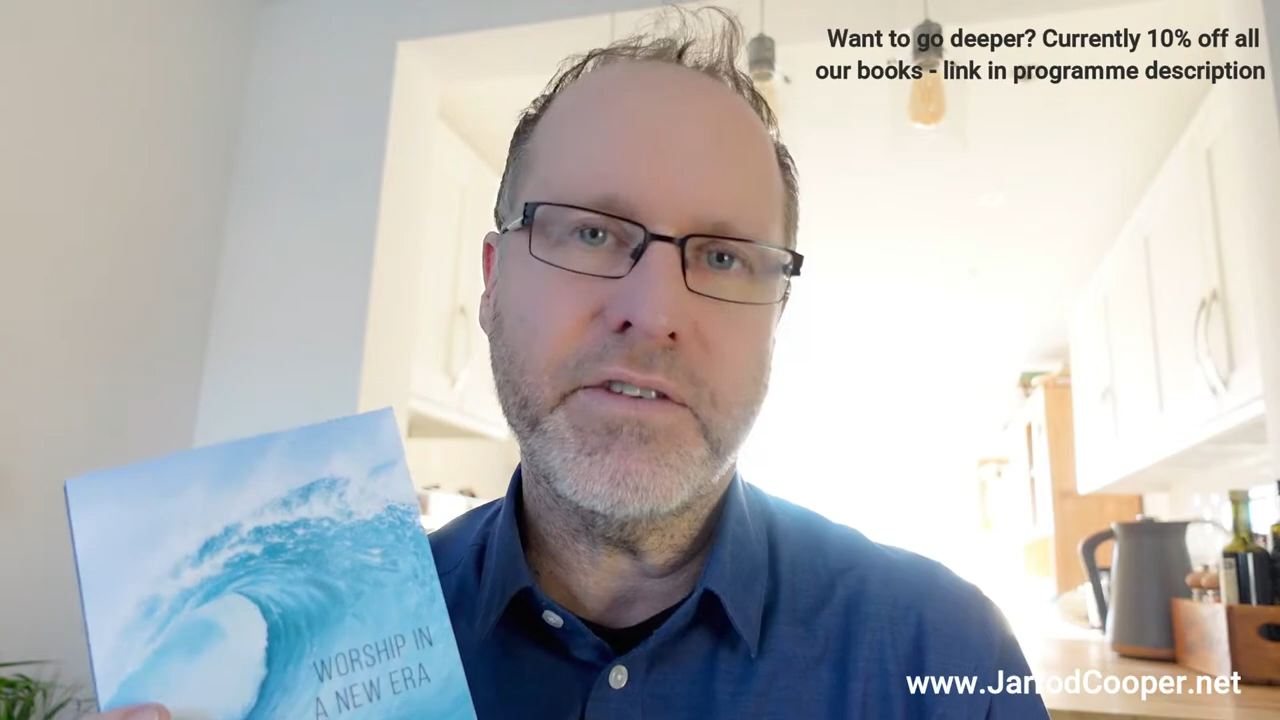 Want to go deeper? Currently 10% off all
our books - link in programme description
WORSHIP IN
A NEW ERA
www.JarrodCooper.net